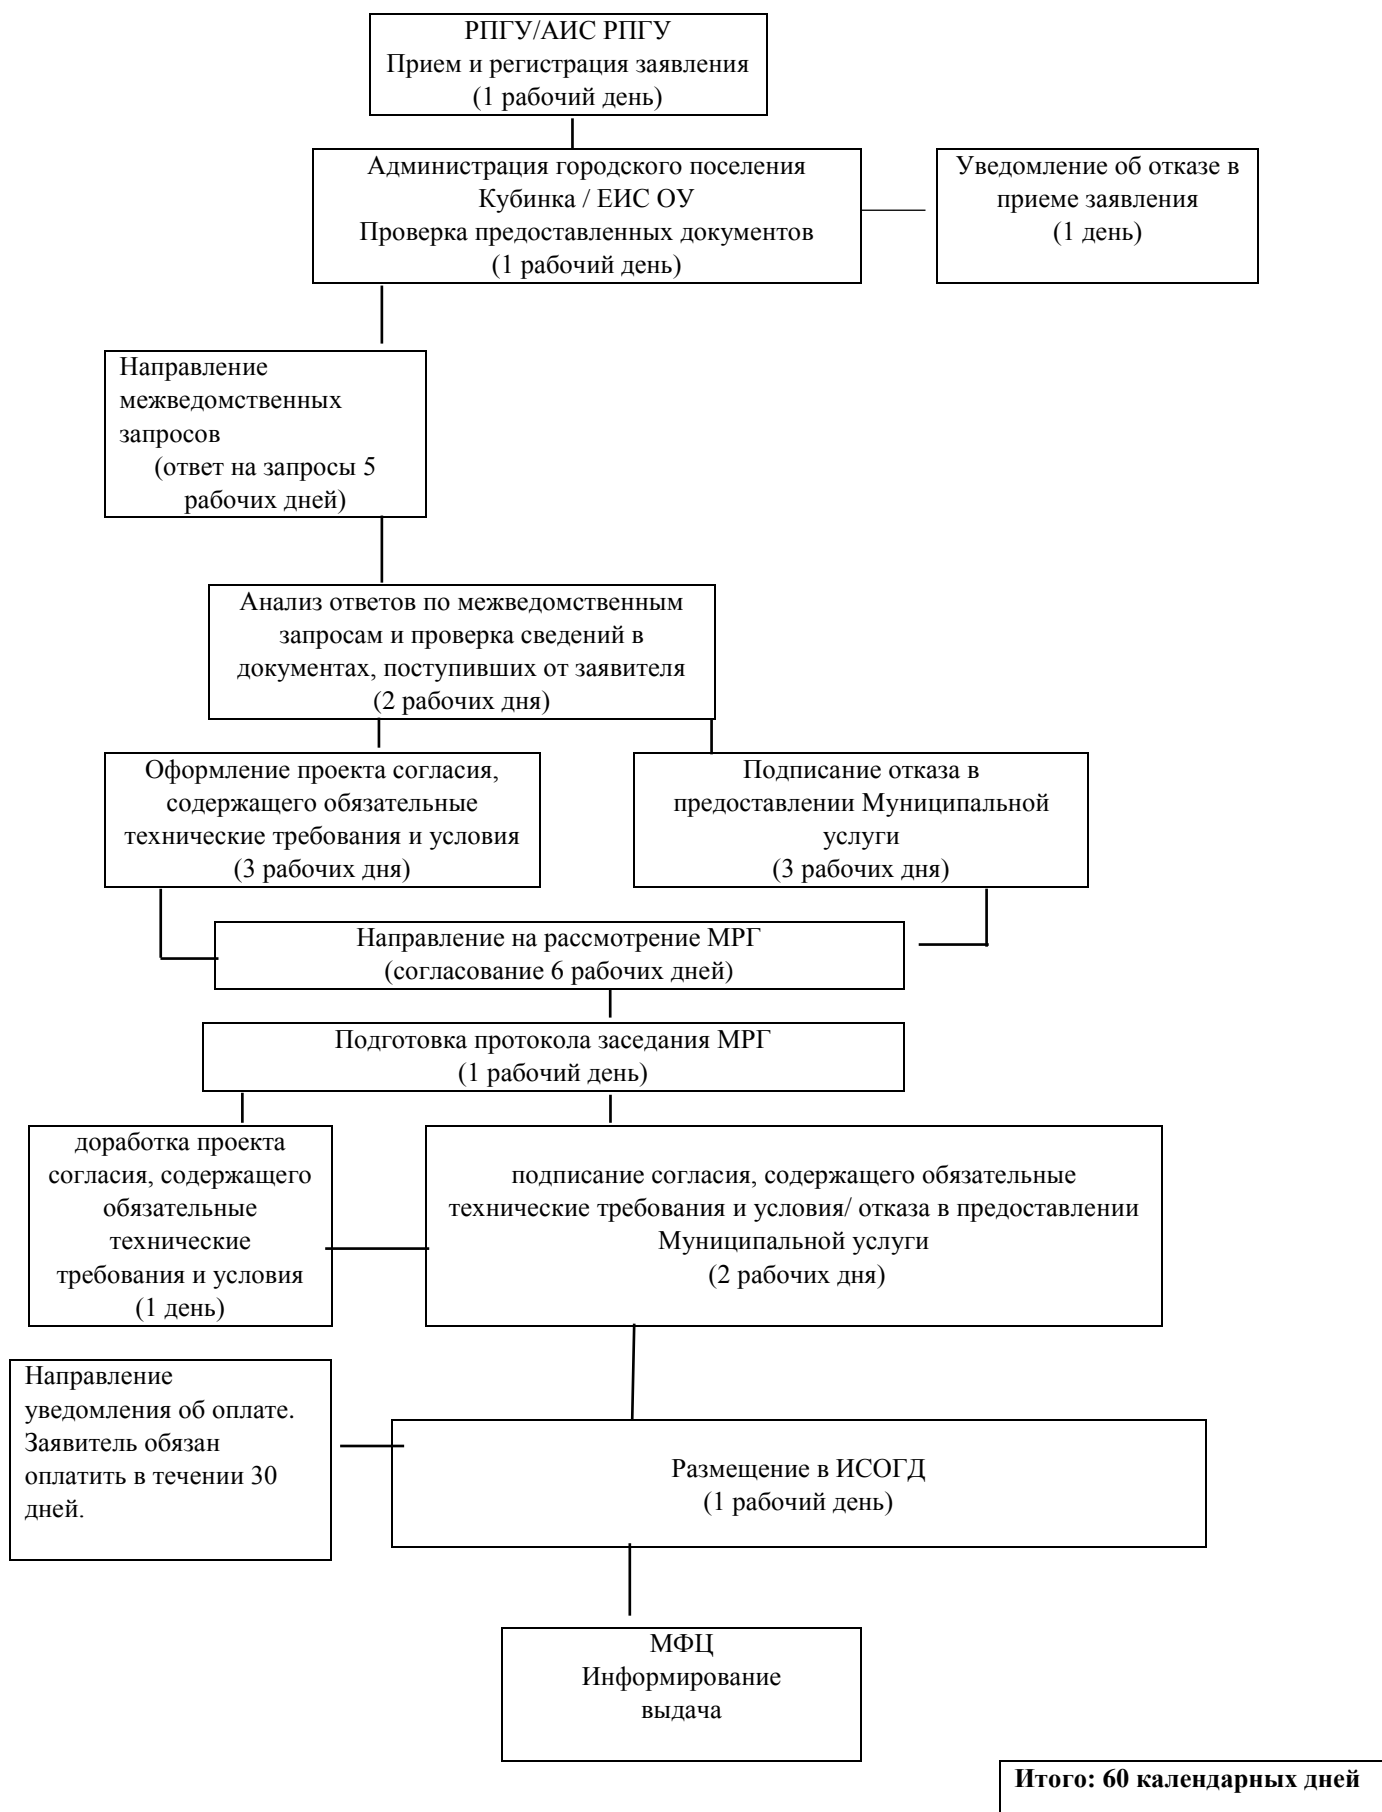 РПГУ/АИС РПГУ
Прием и регистрация заявления
(1 рабочий день)
Администрация городского поселения
Кубинка / ЕИС ОУ
Проверка предоставленных документов
(1 рабочий день)
Уведомление об отказе в
приеме заявления
(1 день)
Направление
межведомственных
запросов
(ответ на запросы 5
рабочих дней)
Анализ ответов по межведомственным
запросам и проверка сведений в
документах, поступивших от заявителя
(2 рабочих дня)
Оформление проекта согласия,
содержащего обязательные
технические требования и условия
(3 рабочих дня)
Подписание отказа в
предоставлении Муниципальной
услуги
(3 рабочих дня)
Направление на рассмотрение МРГ
(согласование 6 рабочих дней)
Подготовка протокола заседания МРГ
(1 рабочий день)
доработка проекта
согласия, содержащего
обязательные
технические
требования и условия
(1 день)
подписание согласия, содержащего обязательные
технические требования и условия/ отказа в предоставлении
Муниципальной услуги
(2 рабочих дня)
Направление
уведомления об оплате.
Заявитель обязан
оплатить в течении 30
дней.
Размещение в ИСОГД
(1 рабочий день)
МФЦ
Информирование
выдача
Итого: 60 календарных дней